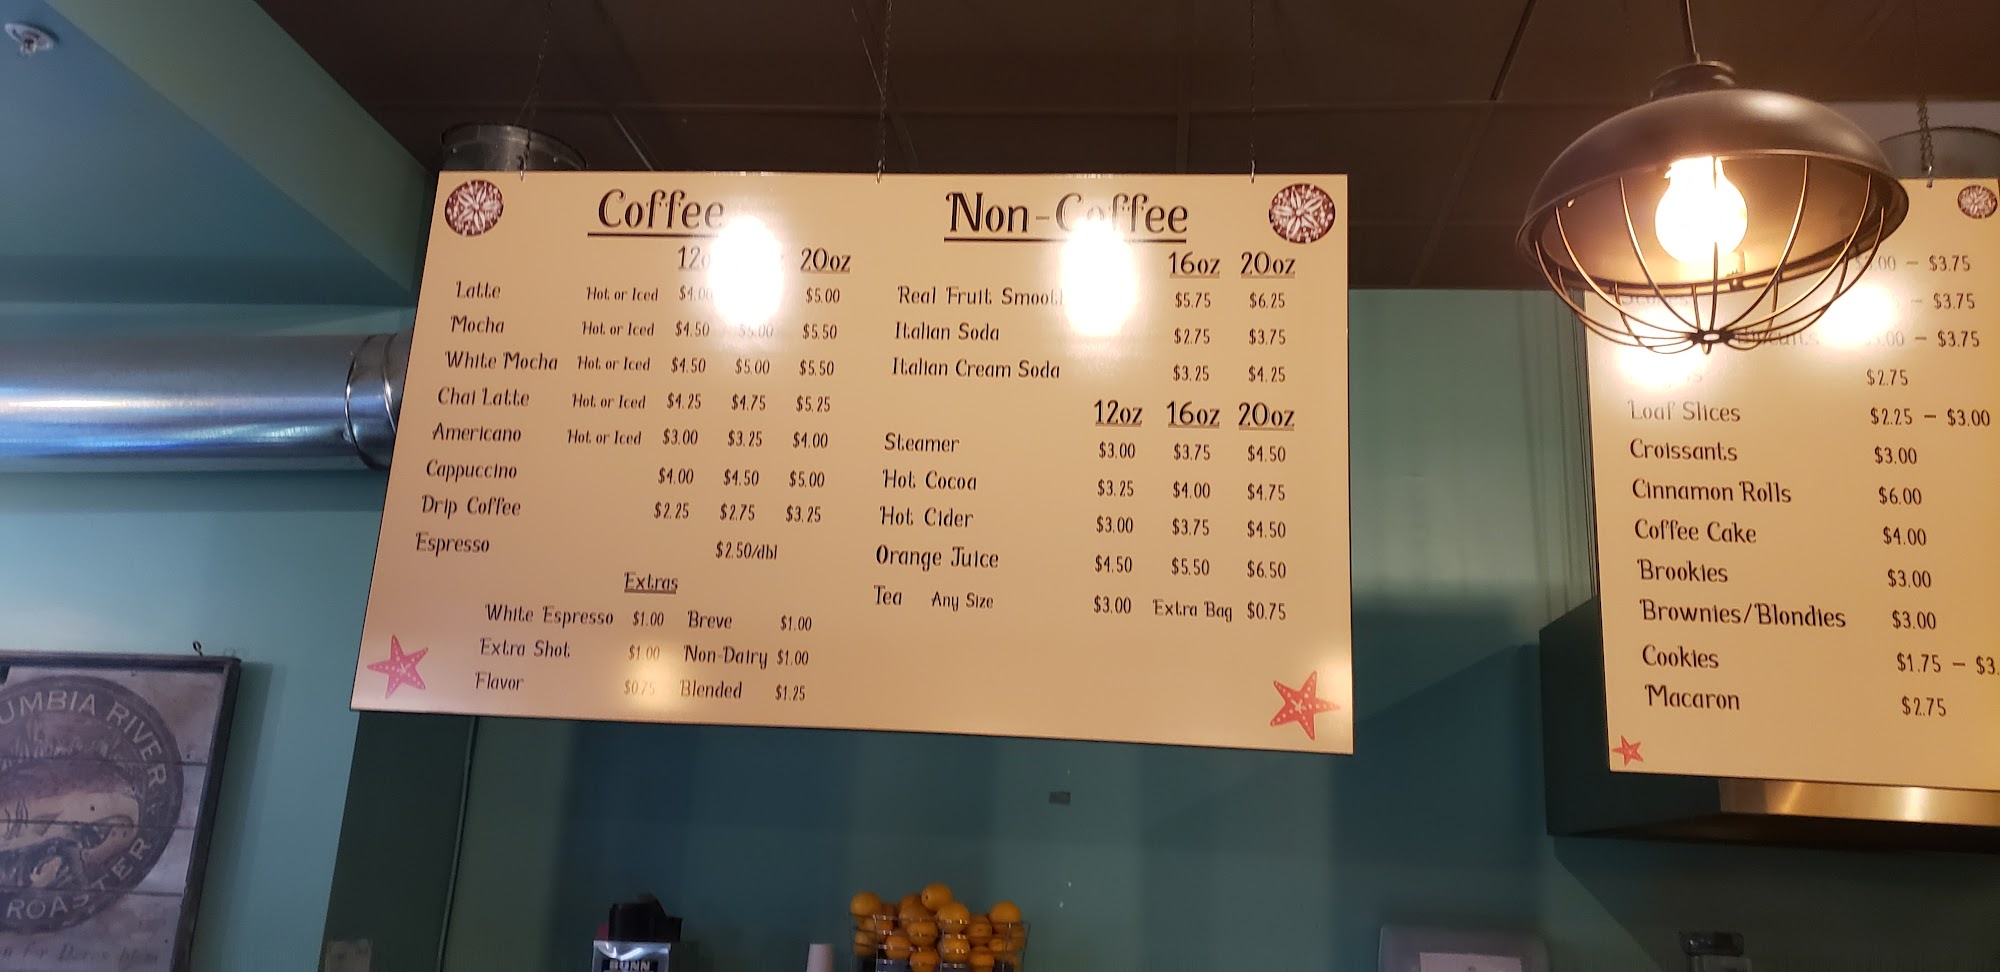 Coffee
20oz
Latte Hot or Iced $5.00
Mocha Hot or Iced $4.50 $5.00 $5.50
White Mocha Hot or Iced $4.50 $5.00 $5.50
Chai Latte Hot or Iced $4.25 $4.75 $5.25
Americano Hot or Iced $3.00 $3.25 $4.00
Cappuccino $4.00 $4.50 $5.00
Drip Coffee $2.25 $2.75 $3.25
Espresso $2.50/dbl
Extras
White Espresso $1.00 Breve $1.00
Extra Shot $1.00 Non-Dairy $1.00
Flavor $0.75 Blended $1.25
Non-Coffee
16oz 20oz
Real Fruit $5.75 $6.25
Italian Soda $2.75 $3.75
Italian Cream Soda $3.25 $4.25
12oz 16oz 20oz
Steamer $3.00 $3.75 $4.50
Hot Cocoa $3.25 $4.00 $4.75
Hot Cider $3.00 $3.75 $4.50
Orange Juice $4.50 $5.50 $6.50
Tea Any Size $3.00 Extra Bag $0.75
– $3.75
– $3.75
– $3.75
$2.75
Loaf Slices $2.25 – $3.00
Croissants $3.00
Cinnamon Rolls $6.00
Coffee Cake $4.00
Brookies $3.00
Brownies/Blondies $3.00
Cookies $1.75 –
Macaron $2.75
RIVER
BUNN